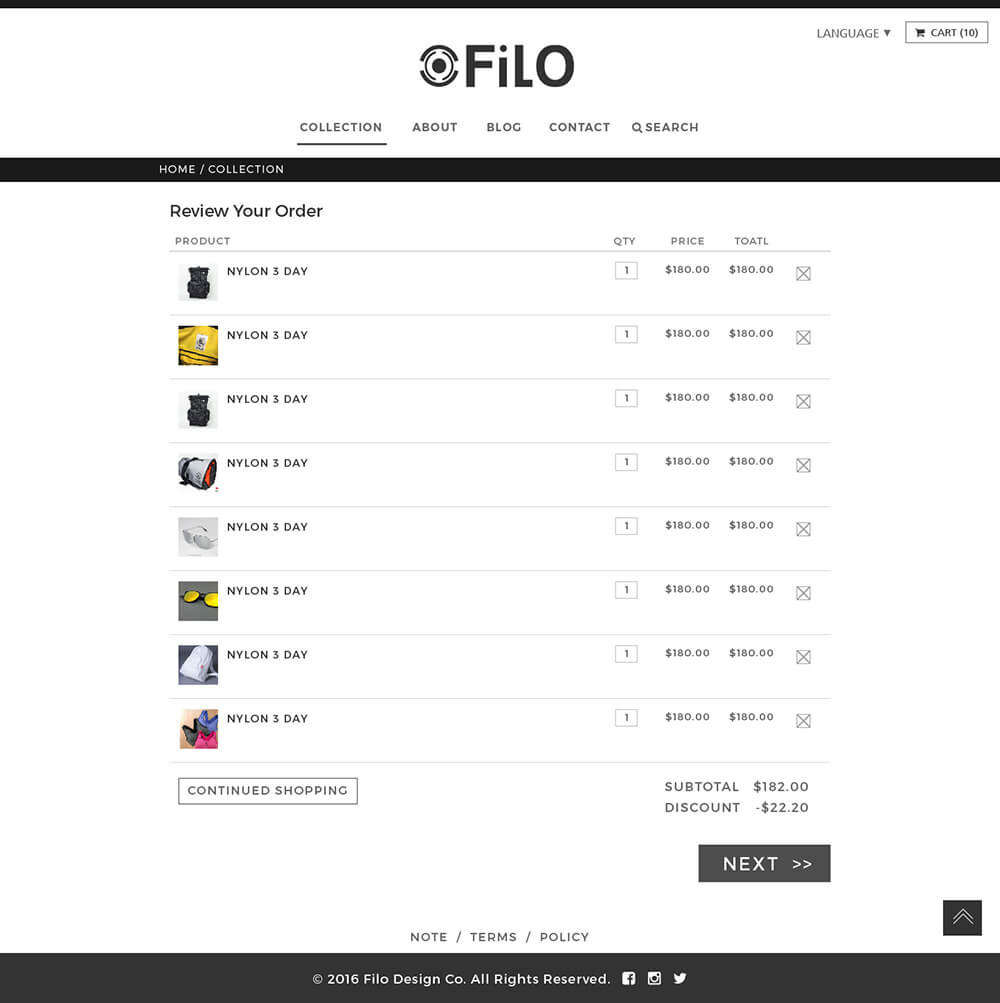 LANGUAGE ▼ CART (10)
FiLO
COLLECTION ABOUT BLOG CONTACT SEARCH
HOME / COLLECTION
Review Your Order
PRODUCT QTY PRICE TOATL
NYLON 3 DAY 1 $180.00 $180.00
NYLON 3 DAY 1 $180.00 $180.00
NYLON 3 DAY 1 $180.00 $180.00
NYLON 3 DAY 1 $180.00 $180.00
NYLON 3 DAY 1 $180.00 $180.00
NYLON 3 DAY 1 $180.00 $180.00
NYLON 3 DAY 1 $180.00 $180.00
NYLON 3 DAY 1 $180.00 $180.00
CONTINUED SHOPPING SUBTOTAL $182.00
DISCOUNT -$22.20
NEXT >>
NOTE / TERMS / POLICY
© 2016 Filo Design Co. All Rights Reserved.